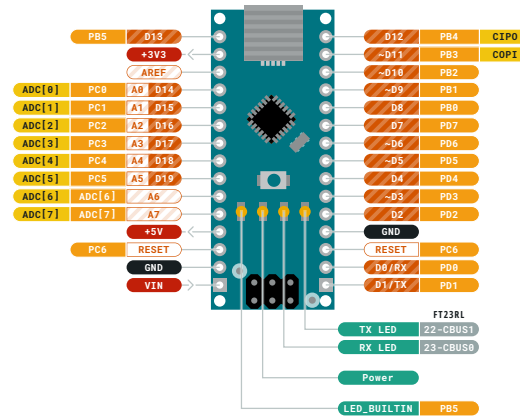 PB5 D13 D12 PB4 CIPO
+3V3 ~D11 PB3 COPI
AREF ~D10 PB2
ADC[0] PC0 A0 D14 ~D9 PB1
ADC[1] PC1 A1 D15 D8 PB0
ADC[2] PC2 A2 D16 D7 PD7
ADC[3] PC3 A3 D17 ~D6 PD6
ADC[4] PC4 A4 D18 ~D5 PD5
ADC[5] PC5 A5 D19 D4 PD4
ADC[6] ADC[6] A6 ~D3 PD3
ADC[7] ADC[7] A7 D2 PD2
+5V GND
PC6 RESET RESET PC6
GND D0/RX PD0
VIN D1/TX PD1
FT23RL
TX LED 22-CBUS1
RX LED 23-CBUS0
Power
LED_BUILTIN PB5